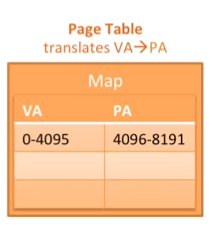 Page Table
translates VA→PA
Map
VA PA
0-4095 4096-8191